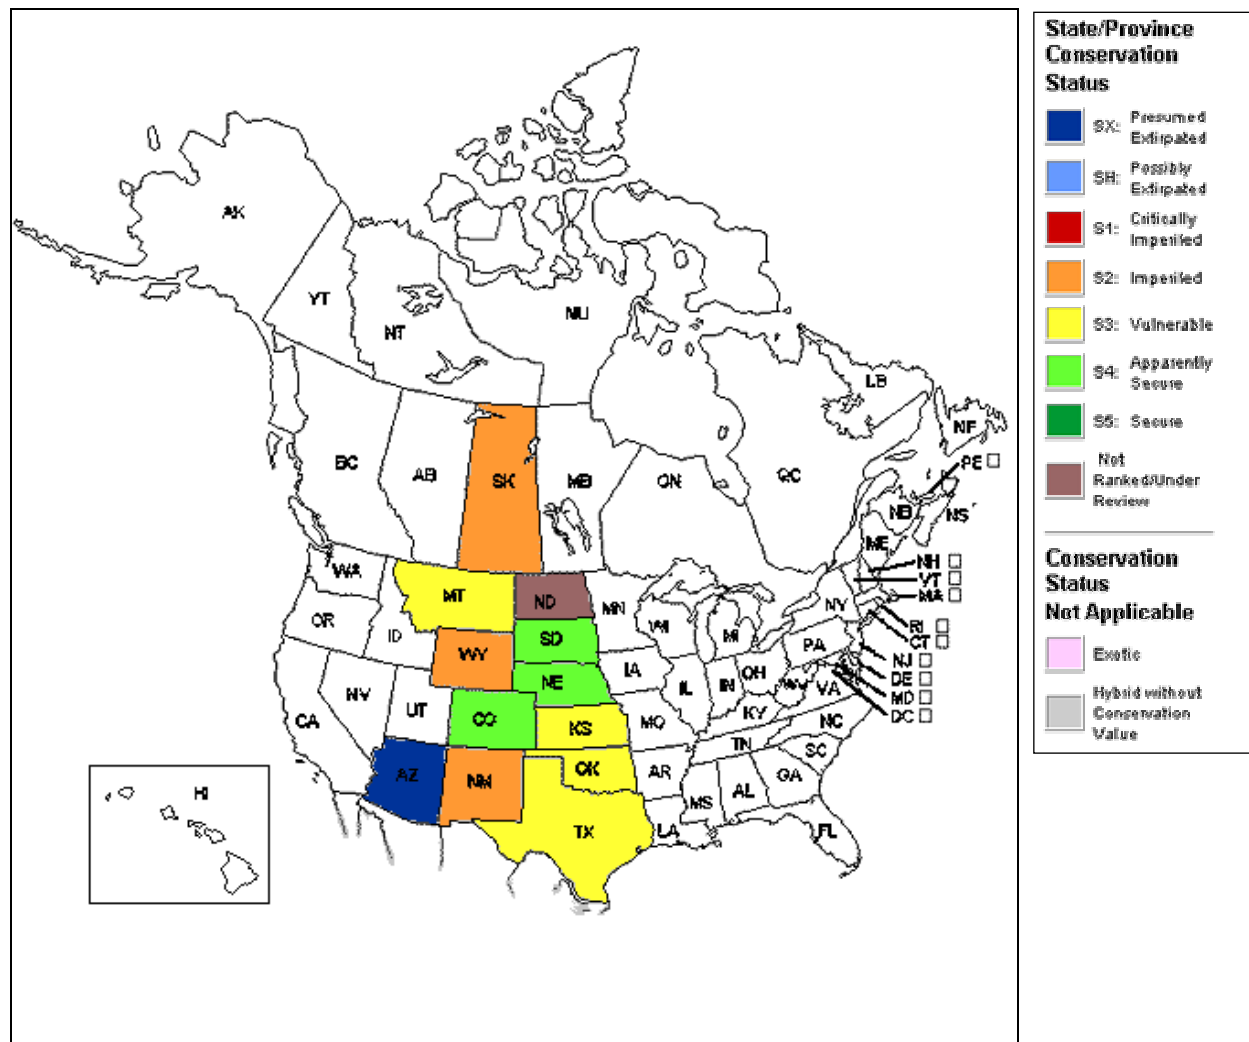 AK
YT
NT
NU
BC
AB
SK
MB
ON
QC
LB
NF
PE
NB
NS
ME
NH
VT
MA
RI
CT
NJ
DE
MD
DC
WA
MT
ND
MN
OR
ID
WY
SD
WI
MI
NY
PA
IA
NE
NV
UT
CO
KS
IL
IN
OH
WV
VA
CA
MO
KY
NC
TN
SC
AZ
NM
OK
AR
GA
MS
AL
TX
LA
FL
HI
State/Province
Conservation
Status
SX: Presumed
Extirpated
SH: Possibly
Extirpated
S1: Critically
Imperiled
S2: Imperiled
S3: Vulnerable
S4: Apparently
Secure
S5: Secure
Not
Ranked/Under
Review
Conservation
Status
Not Applicable
Exotic
Hybrid without
Conservation
Value